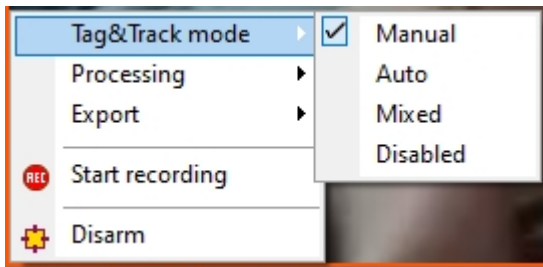 Tag&Track mode
Processing
Export
REC
Start recording
Disarm
Manual
Auto
Mixed
Disabled